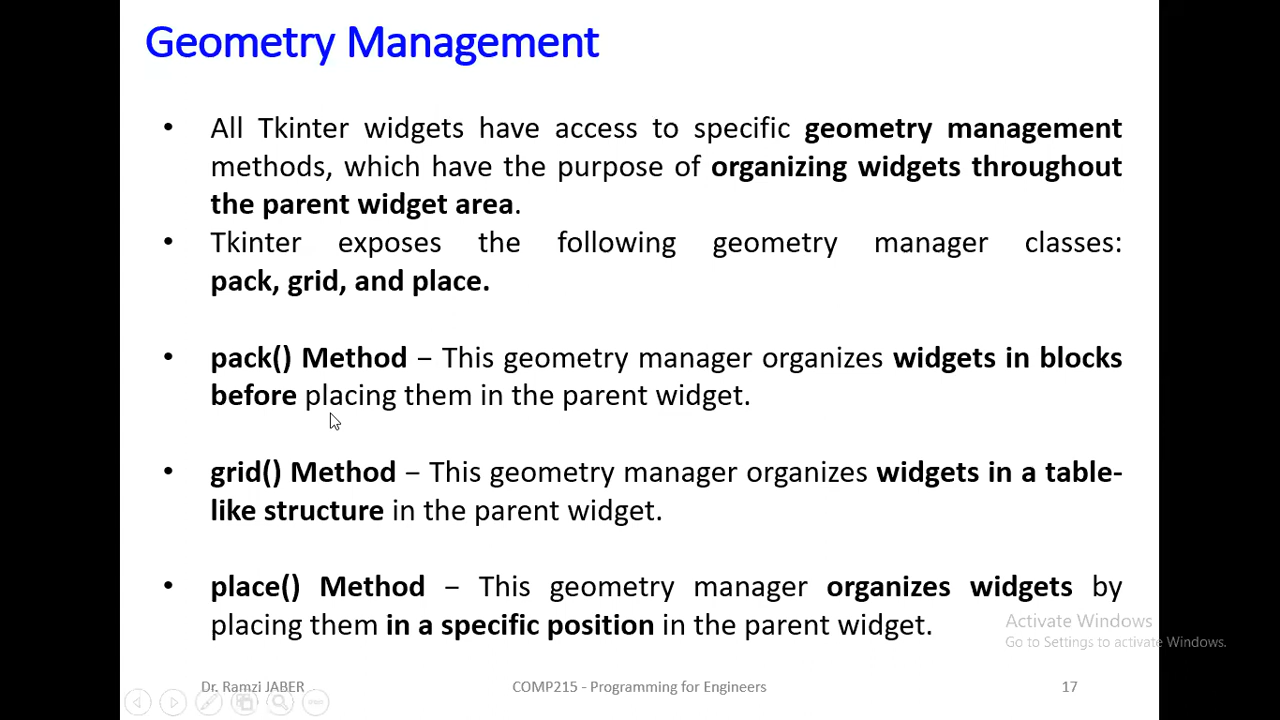 Geometry Management
• All Tkinter widgets have access to specific geometry management
methods, which have the purpose of organizing widgets throughout
the parent widget area.
• Tkinter exposes the following geometry manager classes:
pack, grid, and place.
• pack() Method − This geometry manager organizes widgets in blocks
before placing them in the parent widget.
• grid() Method − This geometry manager organizes widgets in a table-
like structure in the parent widget.
• place() Method − This geometry manager organizes widgets by
placing them in a specific position in the parent widget.
Activate Windows
Go to Settings to activate Windows.
Dr. Ramzi JABER
COMP215 - Programming for Engineers
17